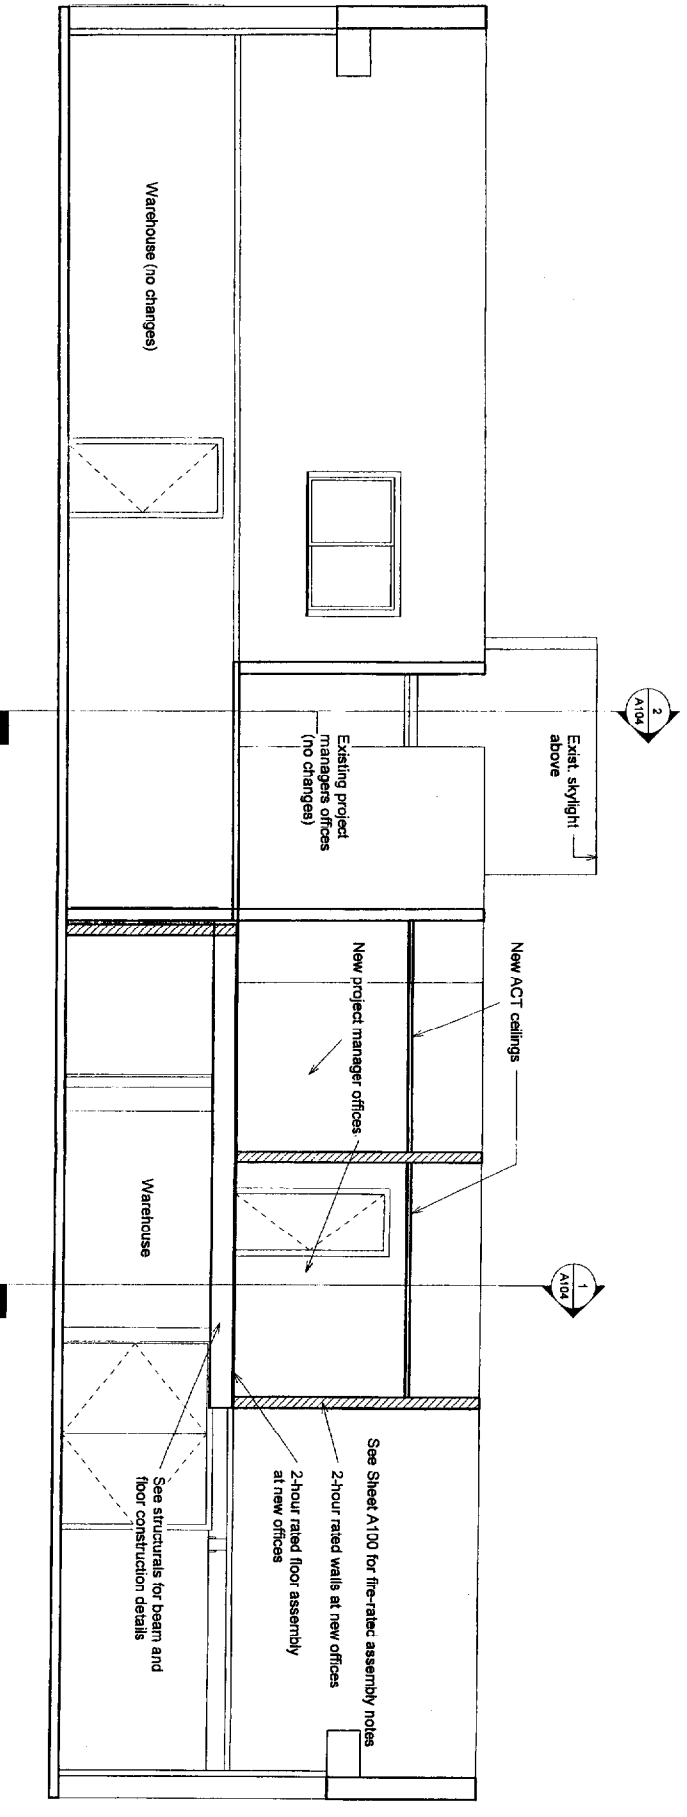 2
A104
Exist. skylight
above
Existing project
managers offices
(no changes)
Warehouse (no changes)
New ACT ceilings
New project manager offices
1
A104
Warehouse
See Sheet A100 for fire-rated assembly notes
2-hour rated walls at new offices
2-hour rated floor assembly
at new offices
See structurals for beam and
floor construction details